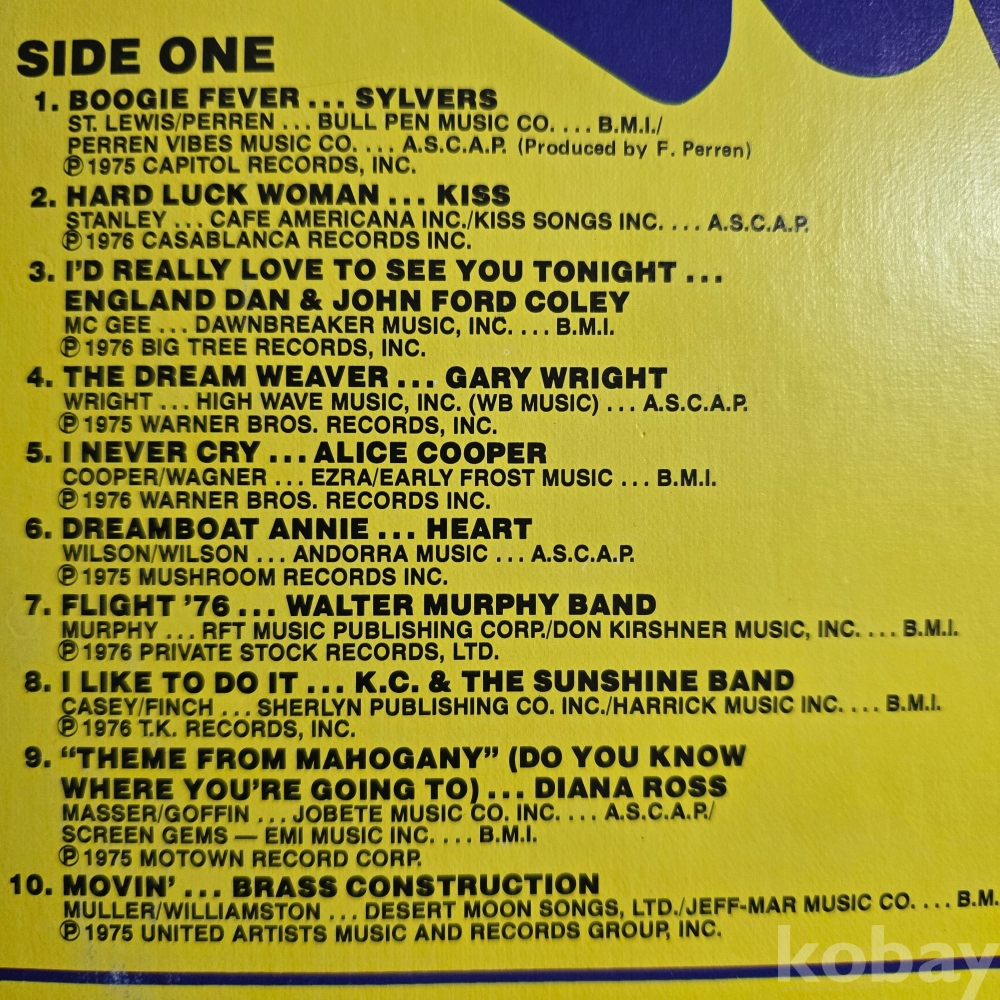 SIDE ONE
1. BOOGIE FEVER ... SYLVERS
ST. LEWIS/PERREN ... BULL PEN MUSIC CO. ... B.M.I./
PERREN VIBES MUSIC CO. ... A.S.C.A.P. (Produced by F. Perren)
Ⓟ 1975 CAPITOL RECORDS, INC.
2. HARD LUCK WOMAN ... KISS
STANLEY ... CAFE AMERICANA INC./KISS SONGS INC. ... A.S.C.A.P.
Ⓟ 1976 CASABLANCA RECORDS INC.
3. I'D REALLY LOVE TO SEE YOU TONIGHT ...
ENGLAND DAN & JOHN FORD COLEY
MC GEE ... DAWNBREAKER MUSIC, INC. ... B.M.I.
Ⓟ 1976 BIG TREE RECORDS, INC.
4. THE DREAM WEAVER ... GARY WRIGHT
WRIGHT ... HIGH WAVE MUSIC, INC. (WB MUSIC) ... A.S.C.A.P.
Ⓟ 1975 WARNER BROS. RECORDS, INC.
5. I NEVER CRY ... ALICE COOPER
COOPER/WAGNER ... EZRA/EARLY FROST MUSIC ... B.M.I.
Ⓟ 1976 WARNER BROS. RECORDS INC.
6. DREAMBOAT ANNIE ... HEART
WILSON/WILSON ... ANDORRA MUSIC ... A.S.C.A.P.
Ⓟ 1975 MUSHROOM RECORDS INC.
7. FLIGHT '76 ... WALTER MURPHY BAND
MURPHY ... RFT MUSIC PUBLISHING CORP./DON KIRSHNER MUSIC, INC. ... B.M.I.
Ⓟ 1976 PRIVATE STOCK RECORDS, LTD.
8. I LIKE TO DO IT ... K.C. & THE SUNSHINE BAND
CASEY/FINCH ... SHERLYN PUBLISHING CO. INC./HARRICK MUSIC INC. ... B.M.I.
Ⓟ 1976 T.K. RECORDS, INC.
9. "THEME FROM MAHOGANY" (DO YOU KNOW
WHERE YOU'RE GOING TO) ... DIANA ROSS
MASSER/GOFFIN ... JOBETE MUSIC CO. INC. ... A.S.C.A.P./
SCREEN GEMS — EMI MUSIC INC. ... B.M.I.
Ⓟ 1975 MOTOWN RECORD CORP.
10. MOVIN' ... BRASS CONSTRUCTION
MULLER/WILLIAMSTON ... DESERT MOON SONGS, LTD./JEFF-MAR MUSIC CO. ... B.M.
Ⓟ 1975 UNITED ARTISTS MUSIC AND RECORDS GROUP, INC.
kobay